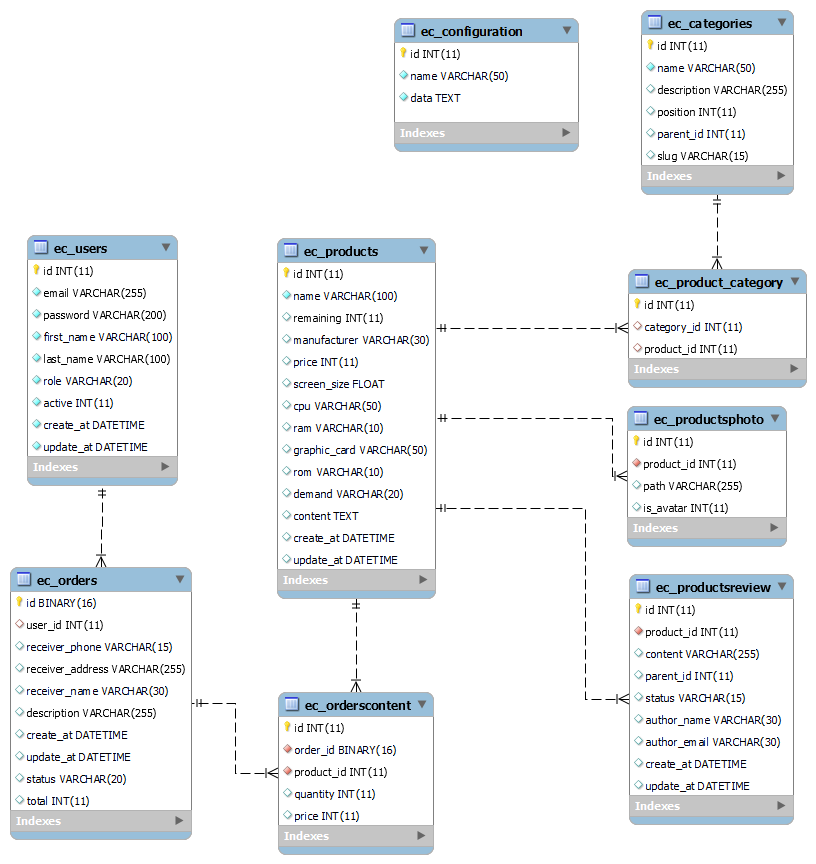 ec_configuration
id INT(11)
name VARCHAR(50)
data TEXT
Indexes
ec_categories
id INT(11)
name VARCHAR(50)
description VARCHAR(255)
position INT(11)
parent_id INT(11)
slug VARCHAR(15)
Indexes
ec_users
id INT(11)
email VARCHAR(255)
password VARCHAR(200)
first_name VARCHAR(100)
last_name VARCHAR(100)
role VARCHAR(20)
active INT(11)
create_at DATETIME
update_at DATETIME
Indexes
ec_products
id INT(11)
name VARCHAR(100)
remaining INT(11)
manufacturer VARCHAR(30)
price INT(11)
screen_size FLOAT
cpu VARCHAR(50)
ram VARCHAR(10)
graphic_card VARCHAR(50)
rom VARCHAR(10)
demand VARCHAR(20)
content TEXT
create_at DATETIME
update_at DATETIME
Indexes
ec_product_category
id INT(11)
category_id INT(11)
product_id INT(11)
Indexes
ec_productsphoto
id INT(11)
product_id INT(11)
path VARCHAR(255)
is_avatar INT(11)
Indexes
ec_orders
id BINARY(16)
user_id INT(11)
receiver_phone VARCHAR(15)
receiver_address VARCHAR(255)
receiver_name VARCHAR(30)
description VARCHAR(255)
create_at DATETIME
update_at DATETIME
status VARCHAR(20)
total INT(11)
Indexes
ec_orderscontent
id INT(11)
order_id BINARY(16)
product_id INT(11)
quantity INT(11)
price INT(11)
Indexes
ec_productsreview
id INT(11)
product_id INT(11)
content VARCHAR(255)
parent_id INT(11)
status VARCHAR(15)
author_name VARCHAR(30)
author_email VARCHAR(30)
create_at DATETIME
update_at DATETIME
Indexes